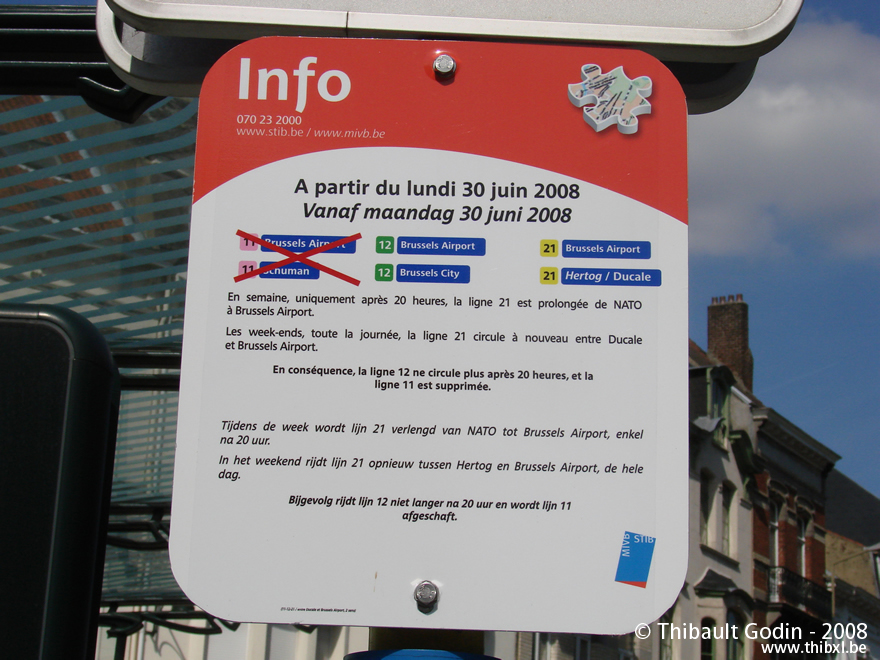 Info
070 23 2000
www.stib.be / www.mivb.be
A partir du lundi 30 juin 2008
Vanaf maandag 30 juni 2008
11 Brussels Airport 12 Brussels Airport 21 Brussels Airport
11 Schuman 12 Brussels City 21 Hertog / Ducale
En semaine, uniquement après 20 heures, la ligne 21 est prolongée de NATO
à Brussels Airport.
Les week-ends, toute la journée, la ligne 21 circule à nouveau entre Ducale
et Brussels Airport.
En conséquence, la ligne 12 ne circule plus après 20 heures, et la
ligne 11 est supprimée.
Tijdens de week wordt lijn 21 verlengd van NATO tot Brussels Airport, enkel
na 20 uur.
In het weekend rijdt lijn 21 opnieuw tussen Hertog en Brussels Airport, de hele
dag.
Bijgevolg rijdt lijn 12 niet langer na 20 uur en wordt lijn 11
afgeschaft.
MIVB STIB
© Thibault Godin - 2008
www.thibxl.be